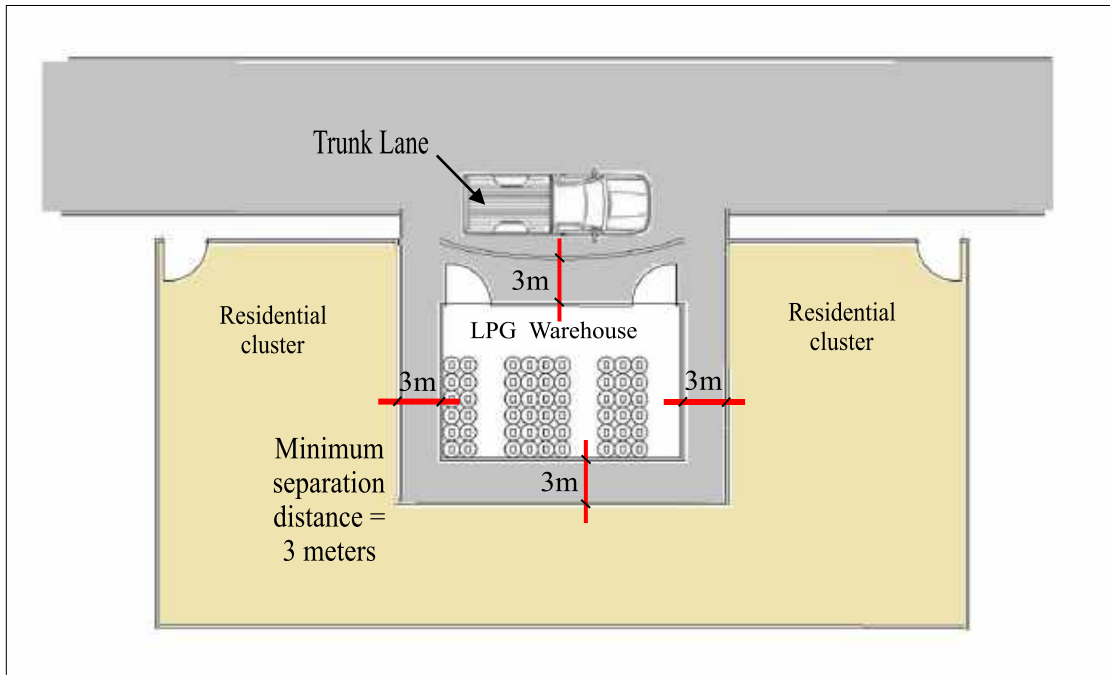 Trunk Lane
3m
Residential
cluster
LPG Warehouse
Residential
cluster
3m
3m
Minimum
separation
distance =
3 meters
3m